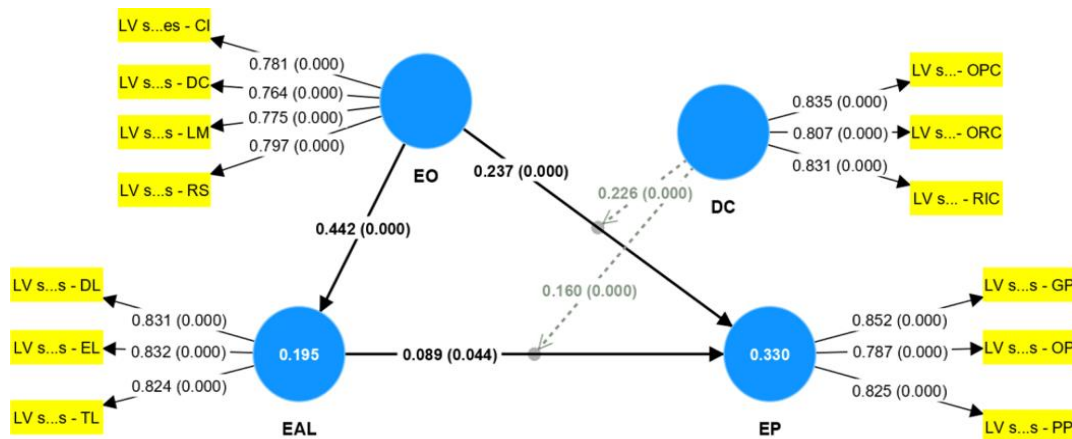 LV s...es - CI
LV s...s - DC
LV s...s - LM
LV s...s - RS
0.781 (0.000)
0.764 (0.000)
0.775 (0.000)
0.797 (0.000)
EO
0.835 (0.000)
0.807 (0.000)
0.831 (0.000)
LV s...- OPC
LV s...- ORC
LV s... - RIC
DC
0.237 (0.000)
0.226 (0.000)
0.442 (0.000)
0.160 (0.000)
LV s...s - DL
LV s...s - EL
LV s...s - TL
0.831 (0.000)
0.832 (0.000)
0.824 (0.000)
0.195
EAL
0.089 (0.044)
0.330
EP
0.852 (0.000)
0.787 (0.000)
0.825 (0.000)
LV s...s - GP
LV s...s - OP
LV s...s - PP